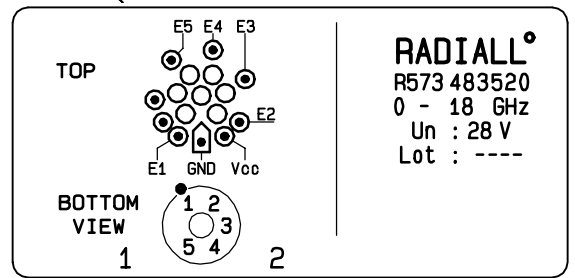 E5 E4 E3
TOP
E2
E1 GND Vcc
BOTTOM
VIEW
1 2
3
5 4
1 2
RADIALL°
R573 483520
0 - 18 GHz
Un : 28 V
Lot : ----